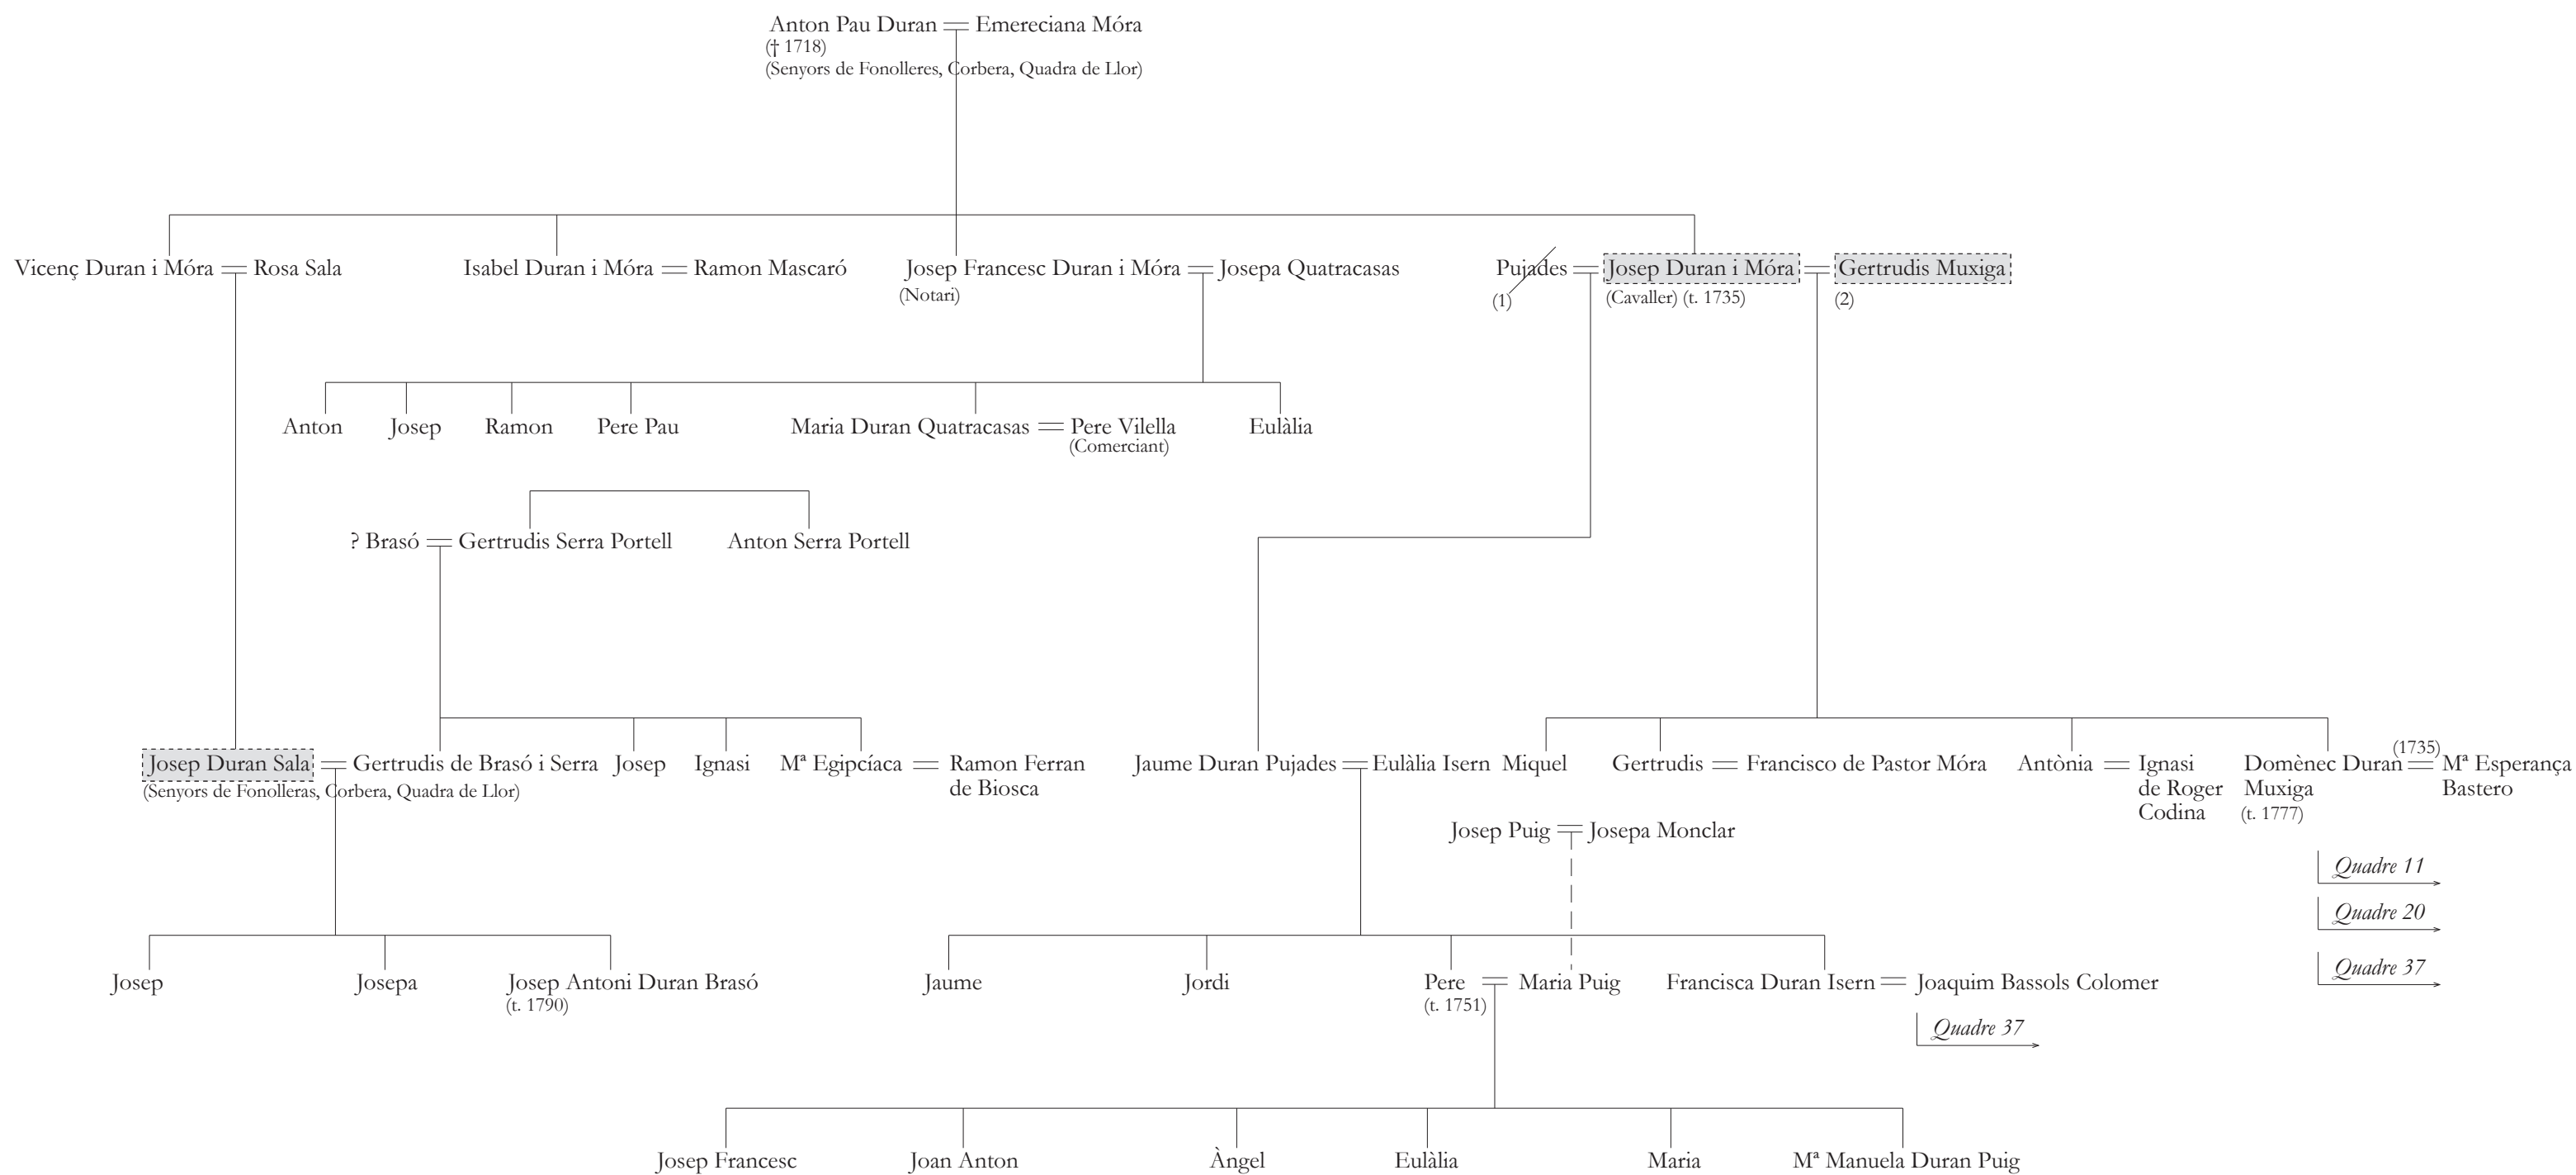 Anton Pau Duran Emereciana Móra
(† 1718)
(Senyors de Fonolleres, Corbera, Quadra de Llor)
Vicenç Duran i Móra Rosa Sala Isabel Duran i Móra Ramon Mascaró Josep Francesc Duran i Móra Josepa Quatracasas Pujades Josep Duran i Móra Gertrudis Muxiga
(Notari) (1) (Cavaller) (t. 1735) (2)
Anton Josep Ramon Pere Pau Maria Duran Quatracasas Pere Vilella Eulàlia
(Comerciant)
? Brasó Gertrudis Serra Portell Anton Serra Portell
(1735)
Josep Duran Sala Gertrudis de Brasó i Serra Josep Ignasi Mª Egipcíaca Ramon Ferran Jaume Duran Pujades Eulàlia Isern Miquel Gertrudis Francisco de Pastor Móra Antònia Ignasi Domènec Duran Mª Esperança
(Senyors de Fonolleras, Corbera, Quadra de Llor) de Biosca de Roger Muxiga Bastero
Codina (t. 1777)
Josep Puig Josepa Monclar
Quadre 11
Quadre 20
Quadre 37
Josep Josepa Josep Antoni Duran Brasó Jaume Jordi Pere Maria Puig Francisca Duran Isern Joaquim Bassols Colomer
(t. 1790) (t. 1751)
Quadre 37
Josep Francesc Joan Anton Àngel Eulàlia Maria Mª Manuela Duran Puig